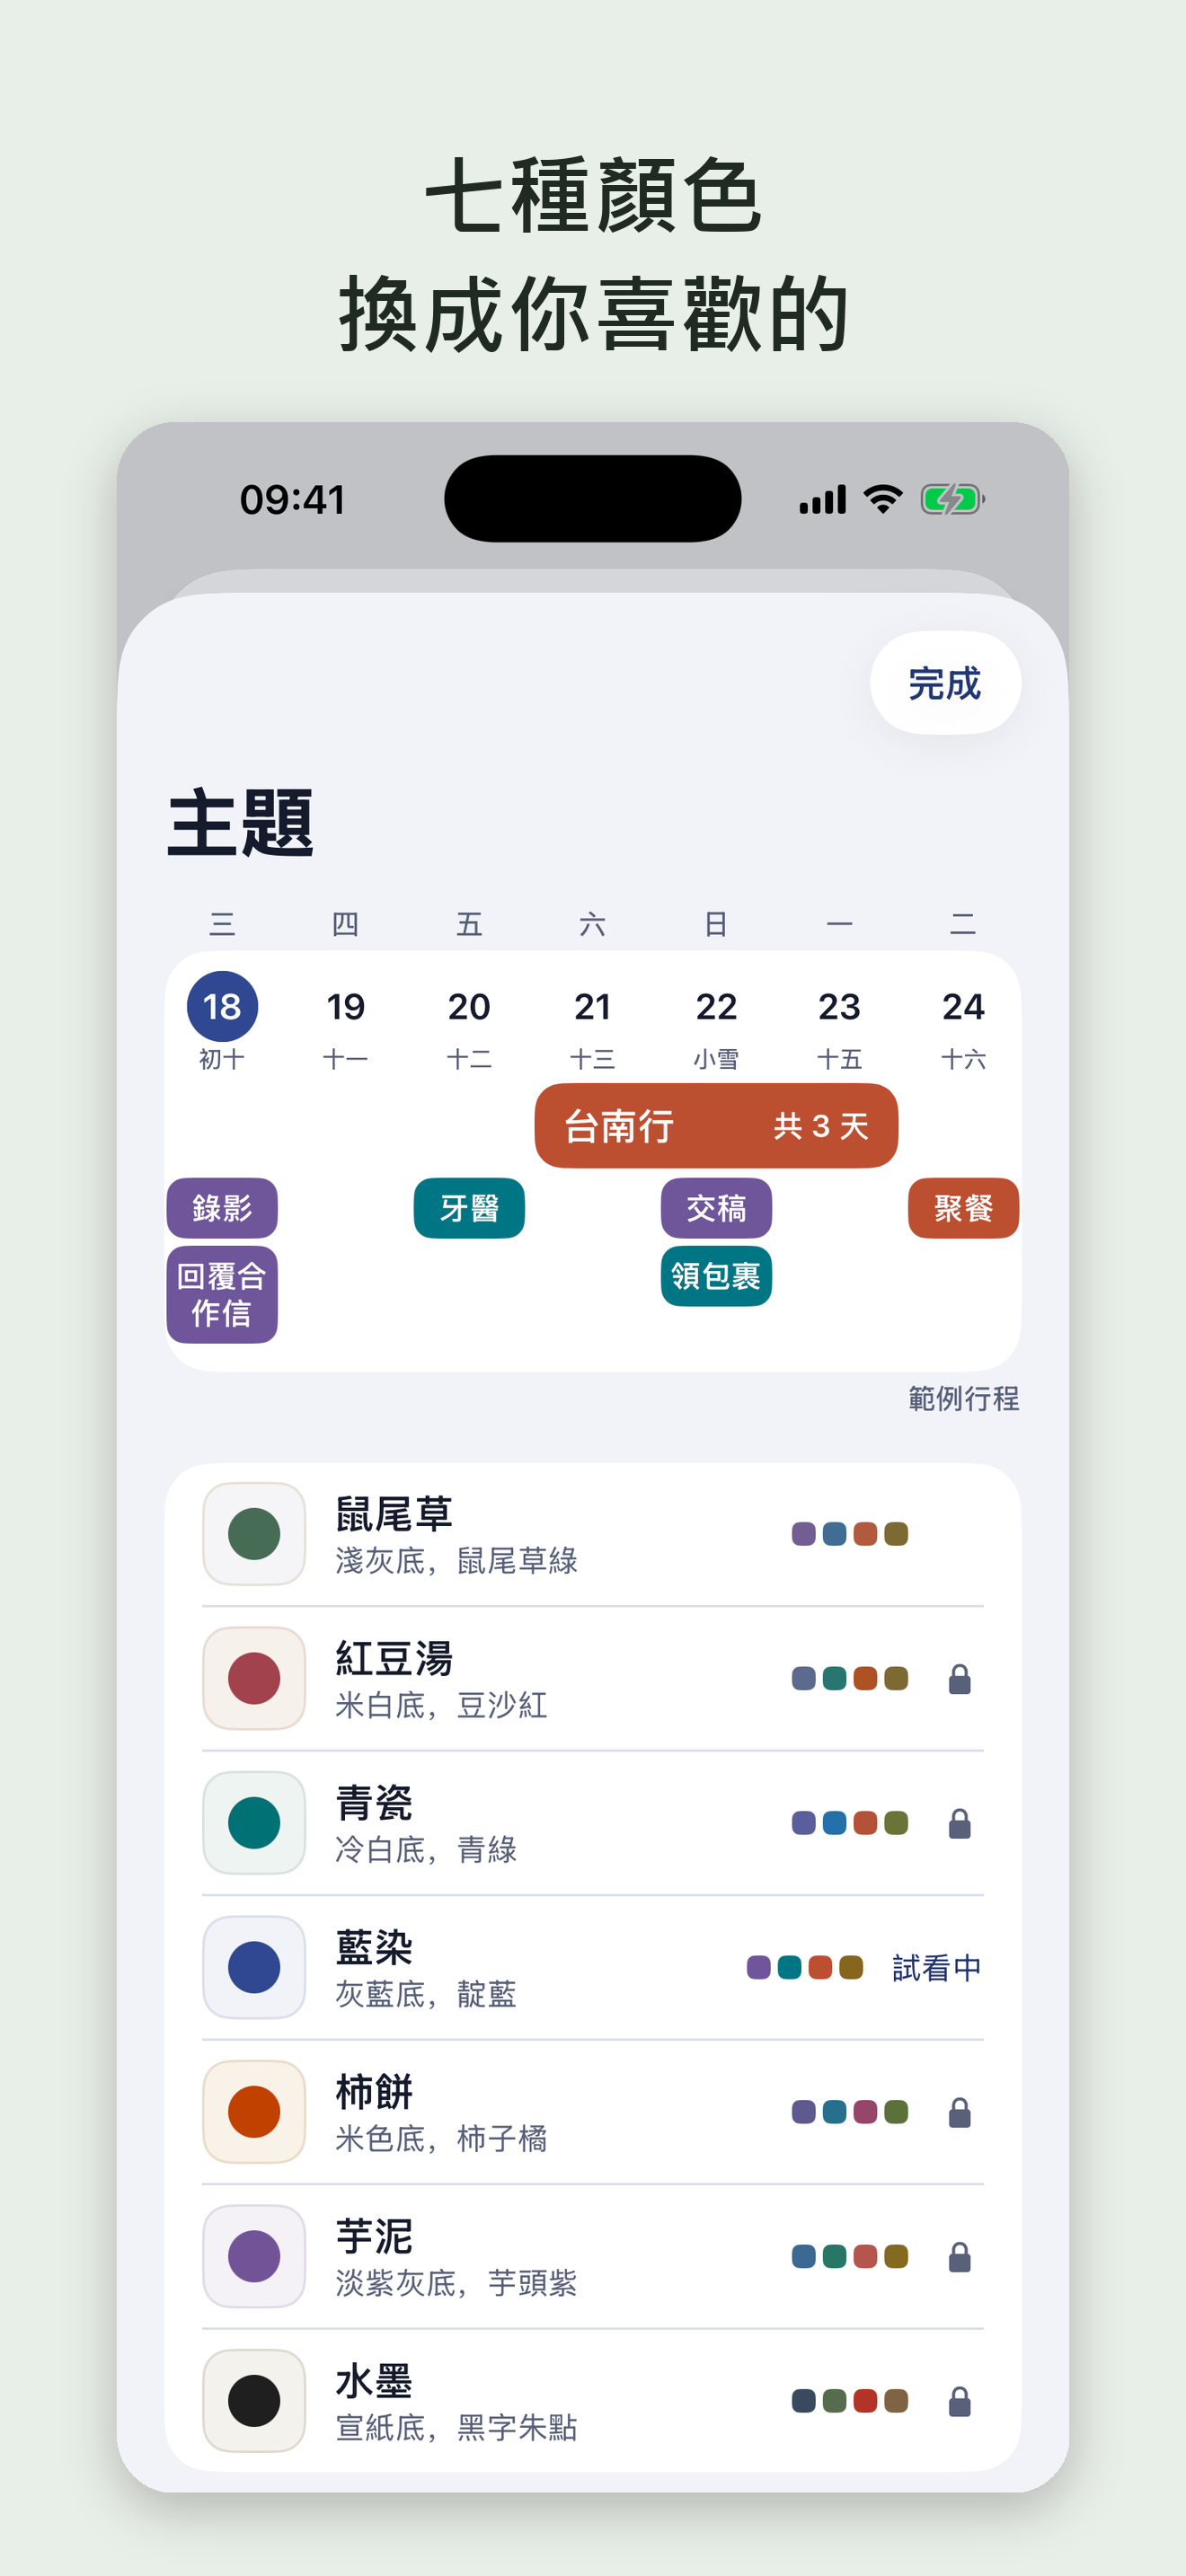 七種顏色
換成你喜歡的
09:41
完成
主題
三 四 五 六 日 一 二
18 19 20 21 22 23 24
初十 十一 十二 十三 小雪 十五 十六
台南行 共 3 天
錄影 牙醫 交稿 聚餐
回覆合作信 領包裹
範例行程
鼠尾草
淺灰底，鼠尾草綠
紅豆湯
米白底，豆沙紅
青瓷
冷白底，青綠
藍染
灰藍底，靛藍
試看中
柿餅
米色底，柿子橘
芋泥
淡紫灰底，芋頭紫
水墨
宣紙底，黑字朱點